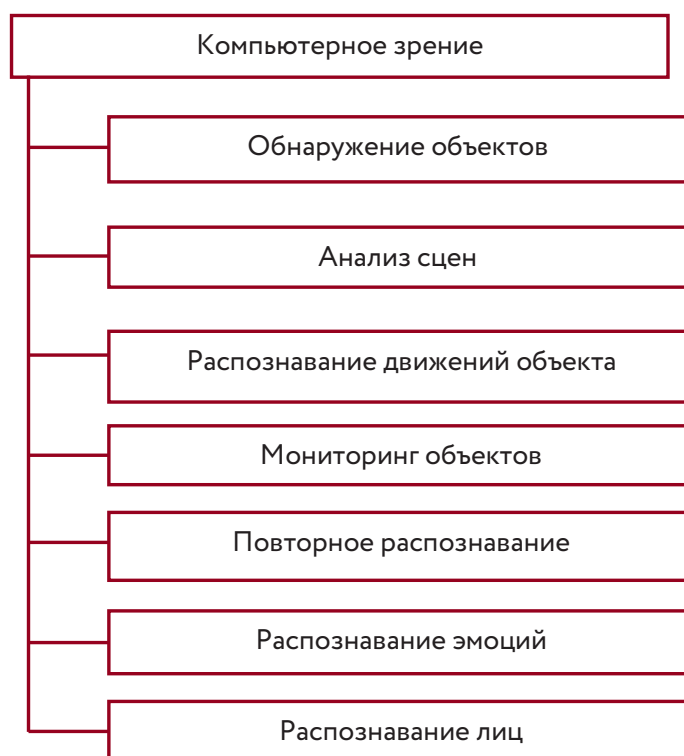 Компьютерное зрение
Обнаружение объектов
Анализ сцен
Распознавание движений объекта
Мониторинг объектов
Повторное распознавание
Распознавание эмоций
Распознавание лиц